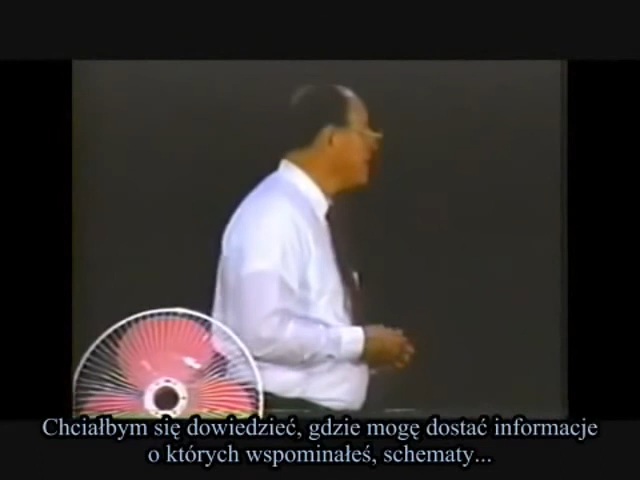 Chciałbym się dowiedzieć, gdzie mogę dostać informacje
o których wspominałeś, schematy...